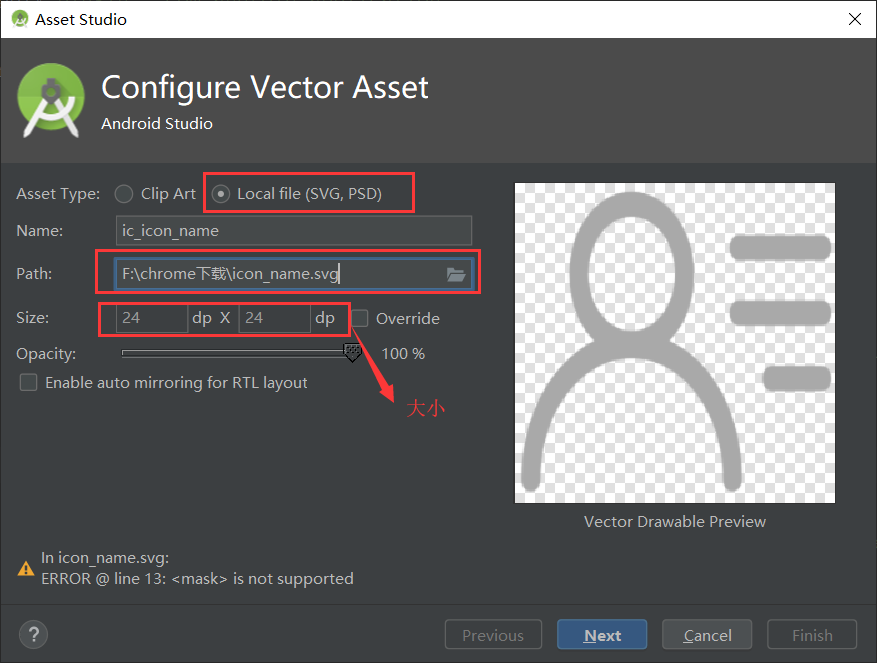 Asset Studio
Configure Vector Asset
Android Studio
Asset Type: Clip Art Local file (SVG, PSD)
Name: ic_icon_name
Path: F:\chrome下载\icon_name.svg
Size: 24 dp X 24 dp Override
Opacity: 100 %
Enable auto mirroring for RTL layout
大小
Vector Drawable Preview
In icon_name.svg:
ERROR @ line 13: <mask> is not supported
? Previous Next Cancel Finish